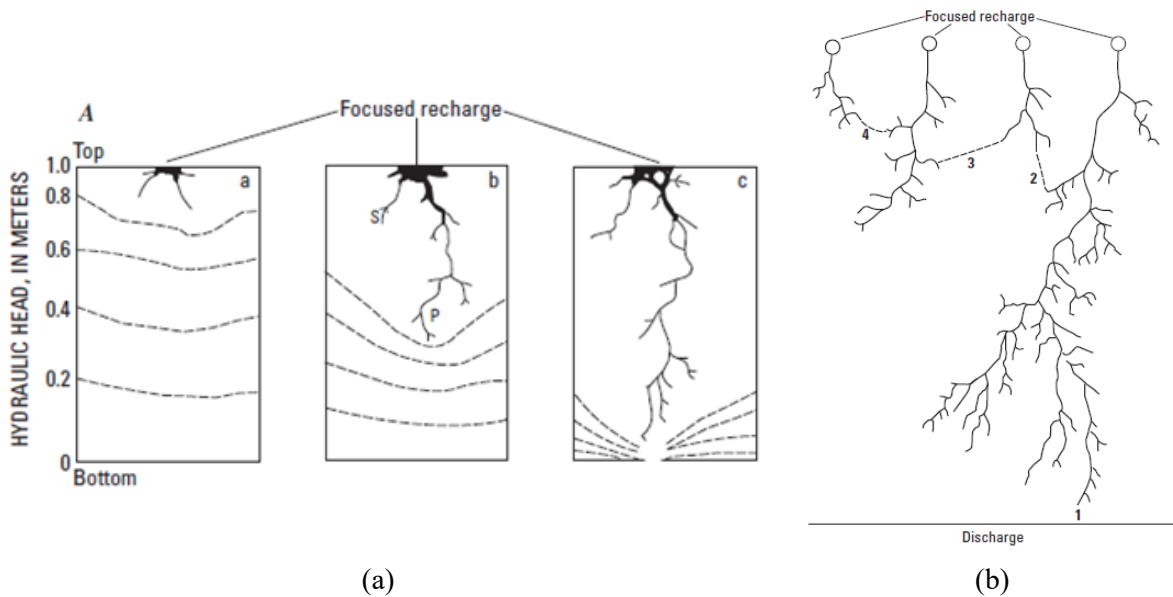 A
Focused recharge
Top
HYDRAULIC HEAD, IN METERS
1.0
0.8
0.6
0.4
0.2
0
Bottom
a
b
S
P
c
(a)
Focused recharge
4
3
2
1
Discharge
(b)